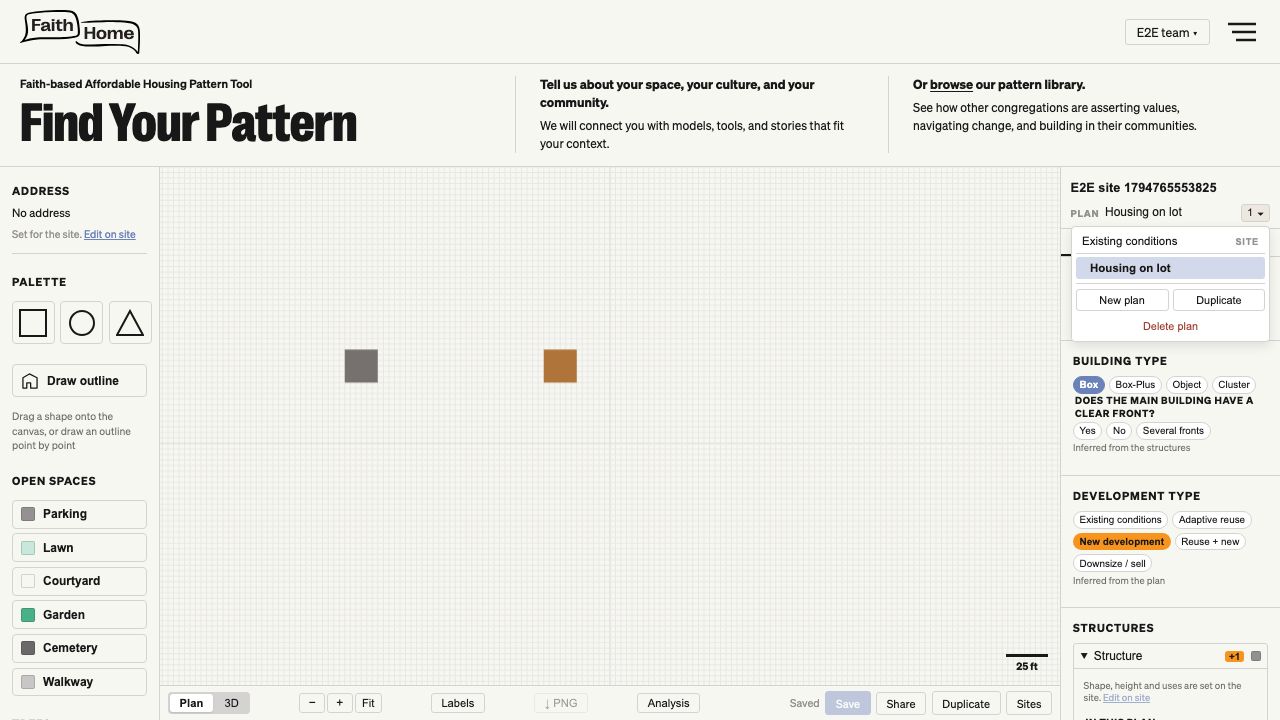 Faith
Home
E2E team ▾
Faith-based Affordable Housing Pattern Tool
Find Your Pattern
Tell us about your space, your culture, and your
community.
We will connect you with models, tools, and stories that fit
your context.
Or browse our pattern library.
See how other congregations are asserting values,
navigating change, and building in their communities.
ADDRESS
No address
Set for the site. Edit on site
PALETTE
Draw outline
Drag a shape onto the
canvas, or draw an outline
point by point
OPEN SPACES
Parking
Lawn
Courtyard
Garden
Cemetery
Walkway
25 ft
Plan
3D
−
+
Fit
Labels
↓ PNG
Analysis
Saved
Save
Share
Duplicate
Sites
E2E site 1794765553825
PLAN Housing on lot 1 ▾
Existing conditions SITE
Housing on lot
New plan
Duplicate
Delete plan
BUILDING TYPE
Box
Box-Plus
Object
Cluster
DOES THE MAIN BUILDING HAVE A
CLEAR FRONT?
Yes
No
Several fronts
Inferred from the structures
DEVELOPMENT TYPE
Existing conditions
Adaptive reuse
New development
Reuse + new
Downsize / sell
Inferred from the plan
STRUCTURES
▼ Structure +1
Shape, height and uses are set on the
site. Edit on site